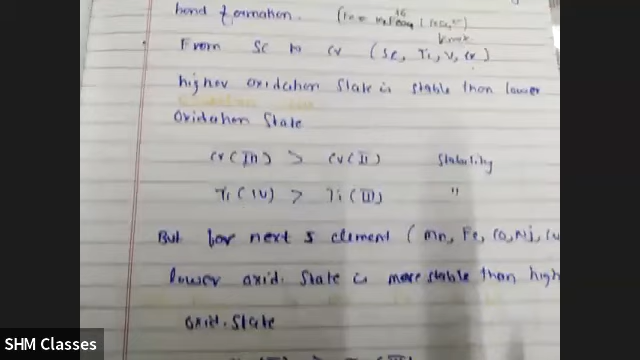 bond formation.
From Sc to Cr (Sc, Ti, V, Cr)
higher oxidation state is stable than lower
Oxidation State
Cr(III) > Cr(II) Stability
Ti(IV) > Ti(III) "
But for next 5 element (Mn, Fe, Co, Ni, Cu
lower oxid. State is more stable than high
oxid. state
SHM Classes